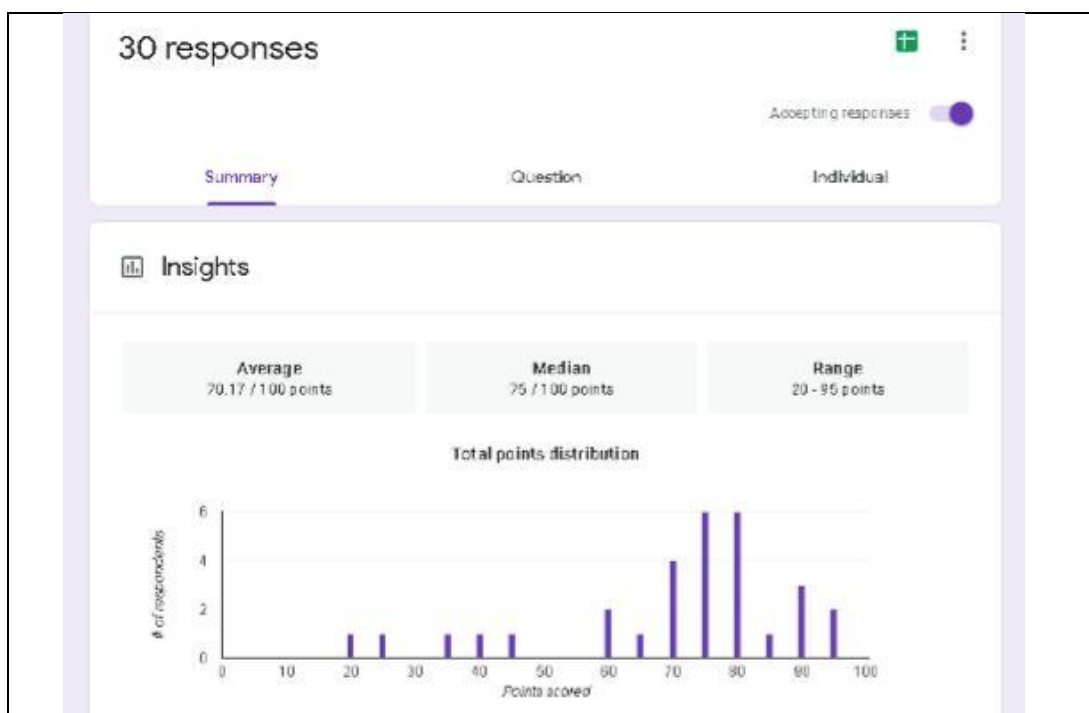 30 responses
Accepting responses
Summary Question Individual
Insights
Average Median Range
70.17 / 100 points 75 / 100 points 20 - 95 points
Total points distribution
# of respondents
6
4
2
0
0 10 20 30 40 50 60 70 80 90 100
Points scored